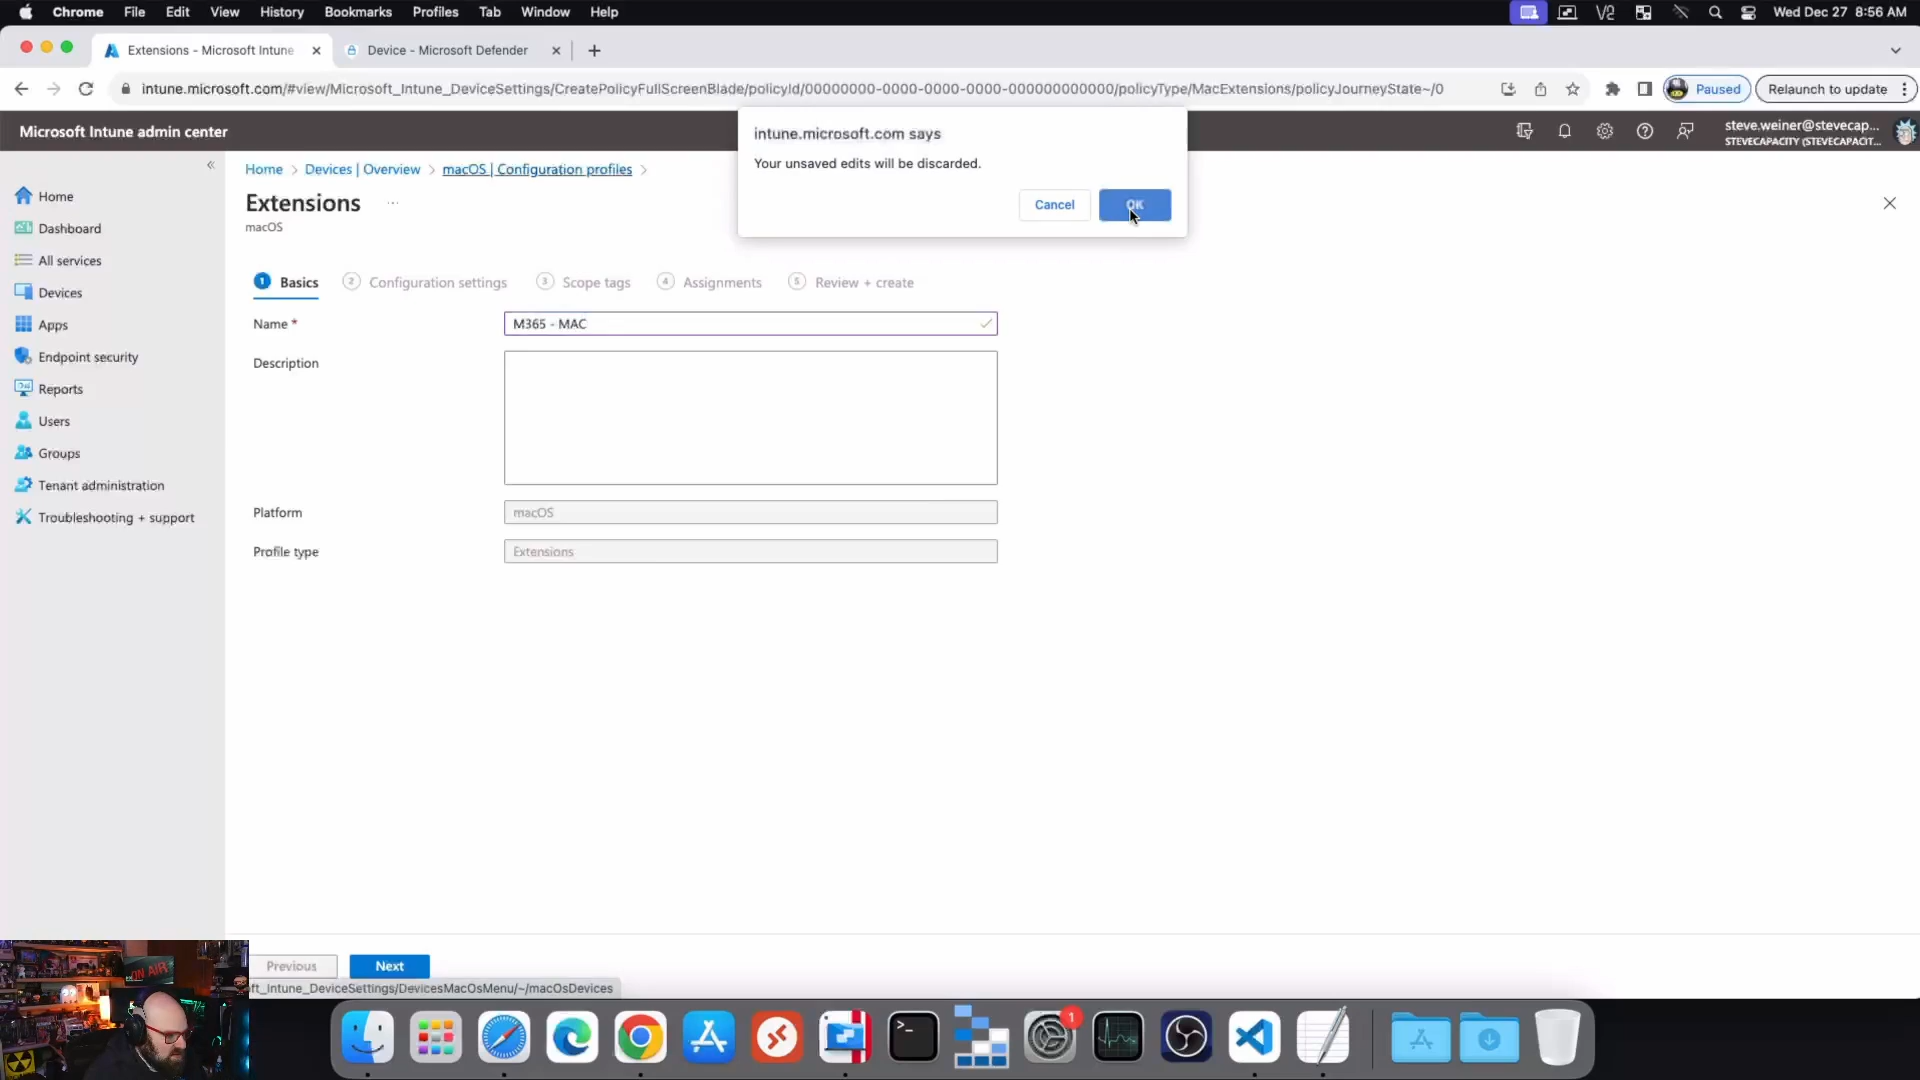 Chrome File Edit View History Bookmarks Profiles Tab Window Help Wed Dec 27 8:56 AM
Extensions - Microsoft Intune Device - Microsoft Defender
intune.microsoft.com/#view/Microsoft_Intune_DeviceSettings/CreatePolicyFullScreenBlade/policyId/00000000-0000-0000-0000-000000000000/policyType/MacExtensions/policyJourneyState~/0 Paused Relaunch to update
Microsoft Intune admin center
steve.weiner@stevecap...
STEVECAPACITY (STEVECAPACIT...
intune.microsoft.com says
Your unsaved edits will be discarded.
Cancel OK
Home > Devices | Overview > macOS | Configuration profiles >
Extensions ...
macOS
Home
Dashboard
All services
Devices
Apps
Endpoint security
Reports
Users
Groups
Tenant administration
Troubleshooting + support
1 Basics 2 Configuration settings 3 Scope tags 4 Assignments 5 Review + create
Name * M365 - MAC
Description
Platform macOS
Profile type Extensions
Previous Next
ft_Intune_DeviceSettings/DevicesMacOsMenu/~/macOsDevices
ON AIR
1